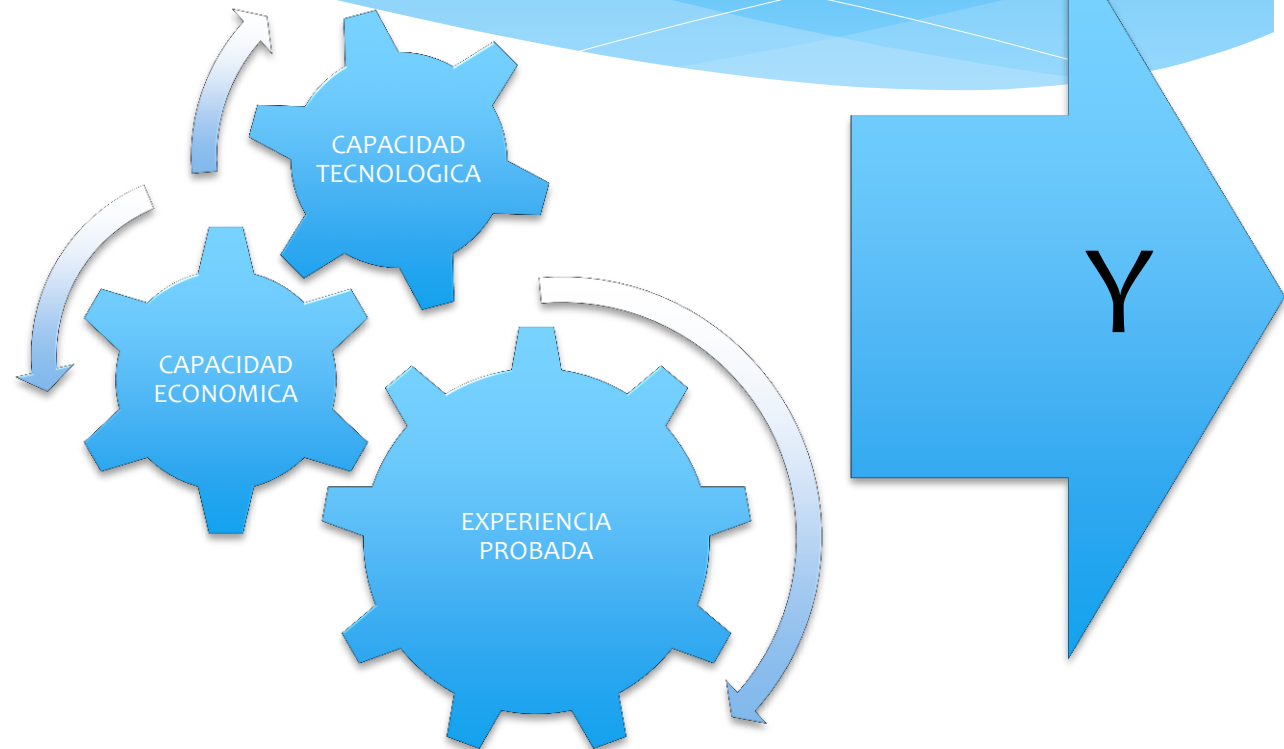 CAPACIDAD
TECNOLOGICA
CAPACIDAD
ECONOMICA
EXPERIENCIA
PROBADA
Y